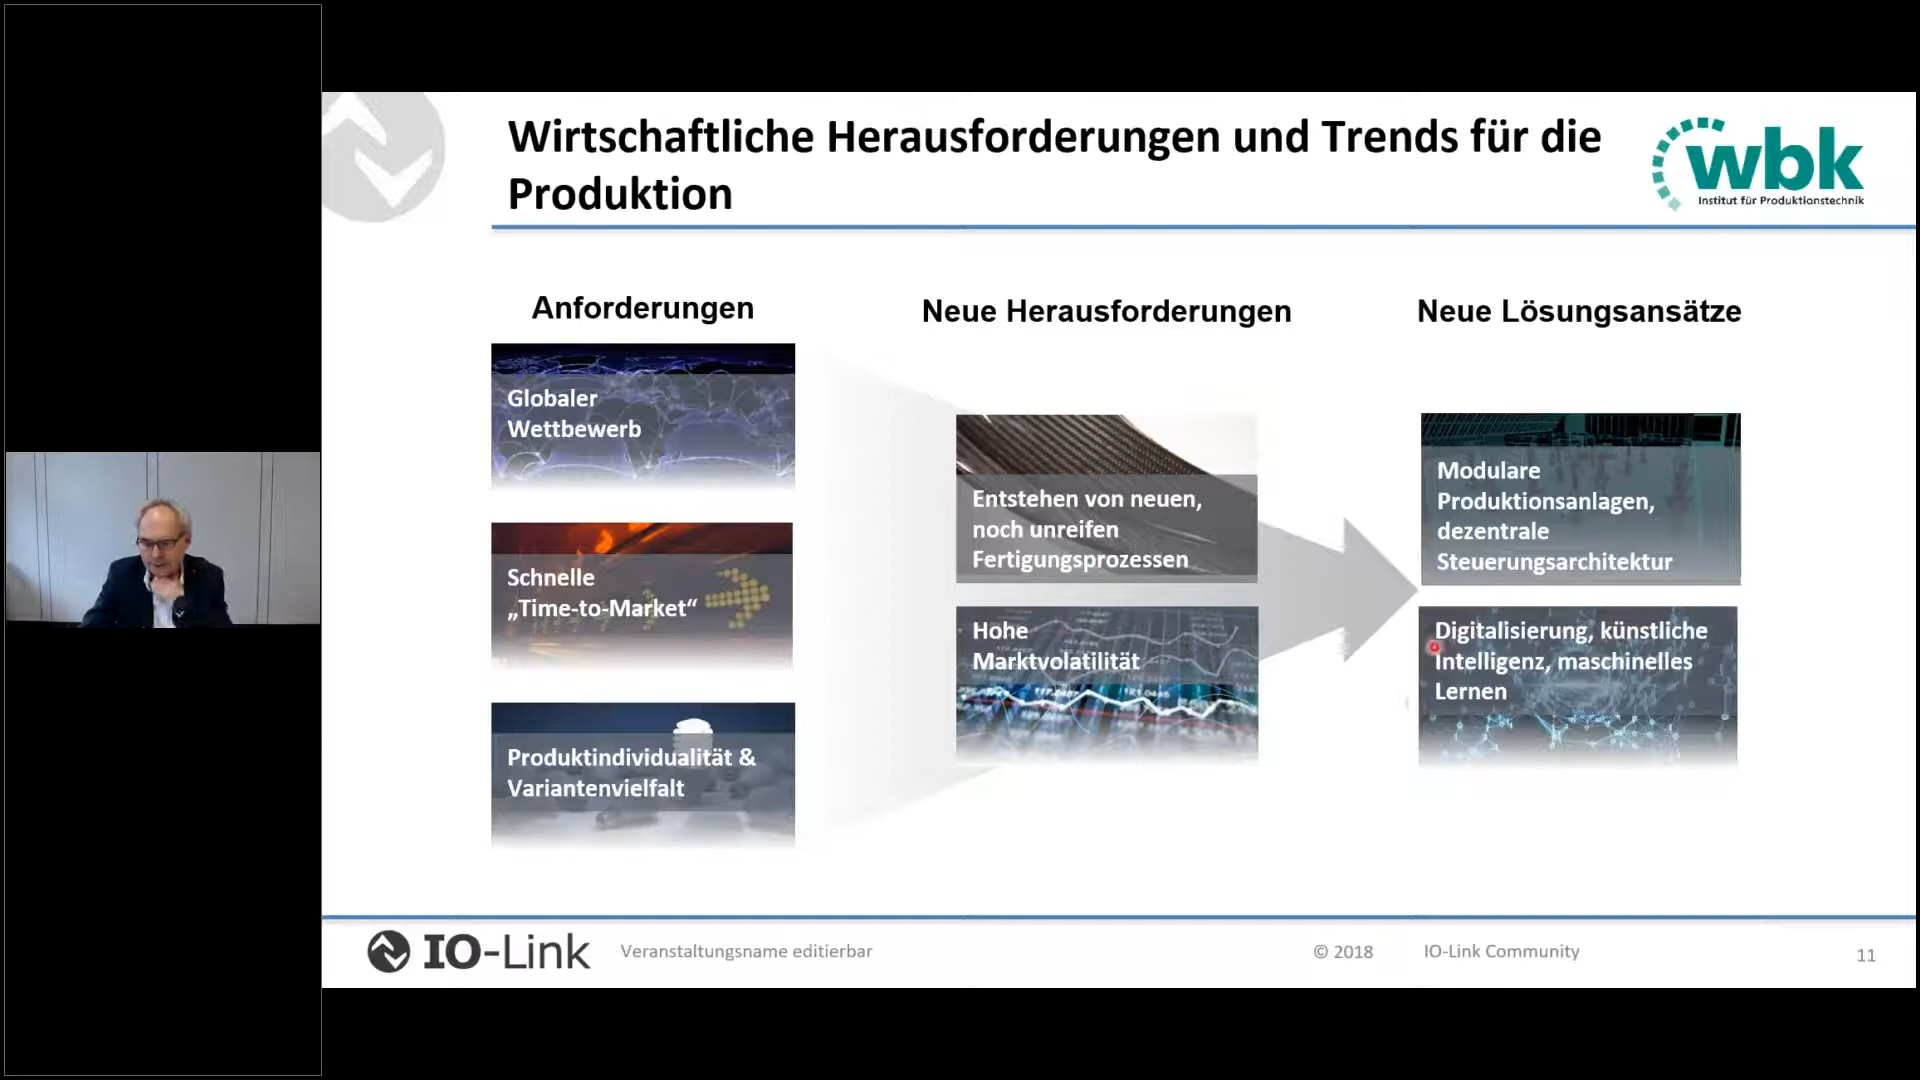 Wirtschaftliche Herausforderungen und Trends für die
Produktion
wbk
Institut für Produktionstechnik
Anforderungen
Globaler
Wettbewerb
Schnelle
„Time-to-Market“
Produktindividualität &
Variantenvielfalt
Neue Herausforderungen
Entstehen von neuen,
noch unreifen
Fertigungsprozessen
Hohe
Marktvolatilität
Neue Lösungsansätze
Modulare
Produktionsanlagen,
dezentrale
Steuerungsarchitektur
Digitalisierung, künstliche
Intelligenz, maschinelles
Lernen
IO-Link
Veranstaltungsname editierbar
© 2018
IO-Link Community
11